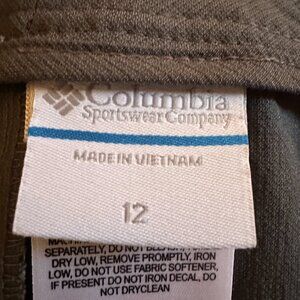 Columbia
Sportswear Company
MADE IN VIETNAM
12
SEPARATELY, DO NOT BLEACH,
DRY LOW, REMOVE PROMPTLY, IRON
LOW, DO NOT USE FABRIC SOFTENER,
IF PRESENT DO NOT IRON DECAL, DO
NOT DRYCLEAN